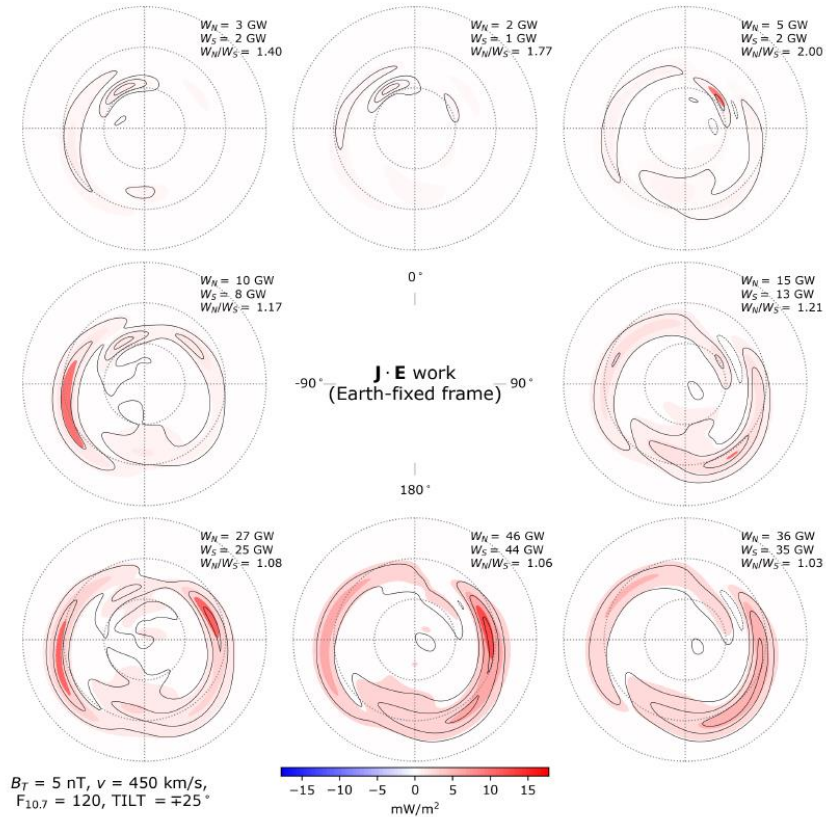 W_N = 3 GW
W_S = 2 GW
W_N/W_S = 1.40
W_N = 2 GW
W_S = 1 GW
W_N/W_S = 1.77
W_N = 5 GW
W_S = 2 GW
W_N/W_S = 2.00
W_N = 10 GW
W_S = 8 GW
W_N/W_S = 1.17
0°
-90°
J · E work
(Earth-fixed frame)
90°
180°
W_N = 15 GW
W_S = 13 GW
W_N/W_S = 1.21
W_N = 27 GW
W_S = 25 GW
W_N/W_S = 1.08
W_N = 46 GW
W_S = 44 GW
W_N/W_S = 1.06
W_N = 36 GW
W_S = 35 GW
W_N/W_S = 1.03
B_T = 5 nT, v = 450 km/s,
F_10.7 = 120, TILT = ∓25°
−15 −10 −5 0 5 10 15
mW/m²